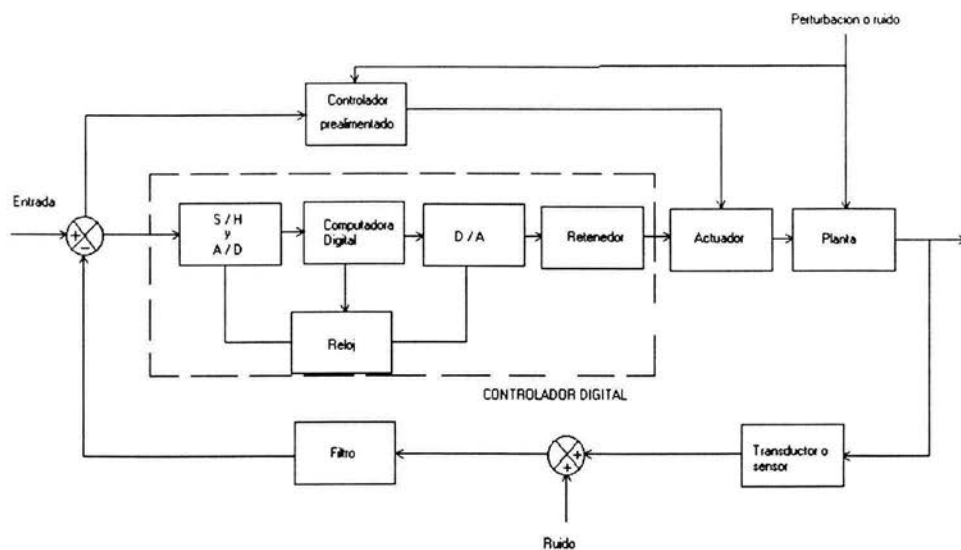 Perturbacion o ruido
Controlador
prealimentado
Entrada
S / H
y
A / D
Computadora
Digital
D / A
Retenedor
Actuador
Planta
Reloj
CONTROLADOR DIGITAL
Filtro
Transductor o
sensor
Ruido
+
−
+
+